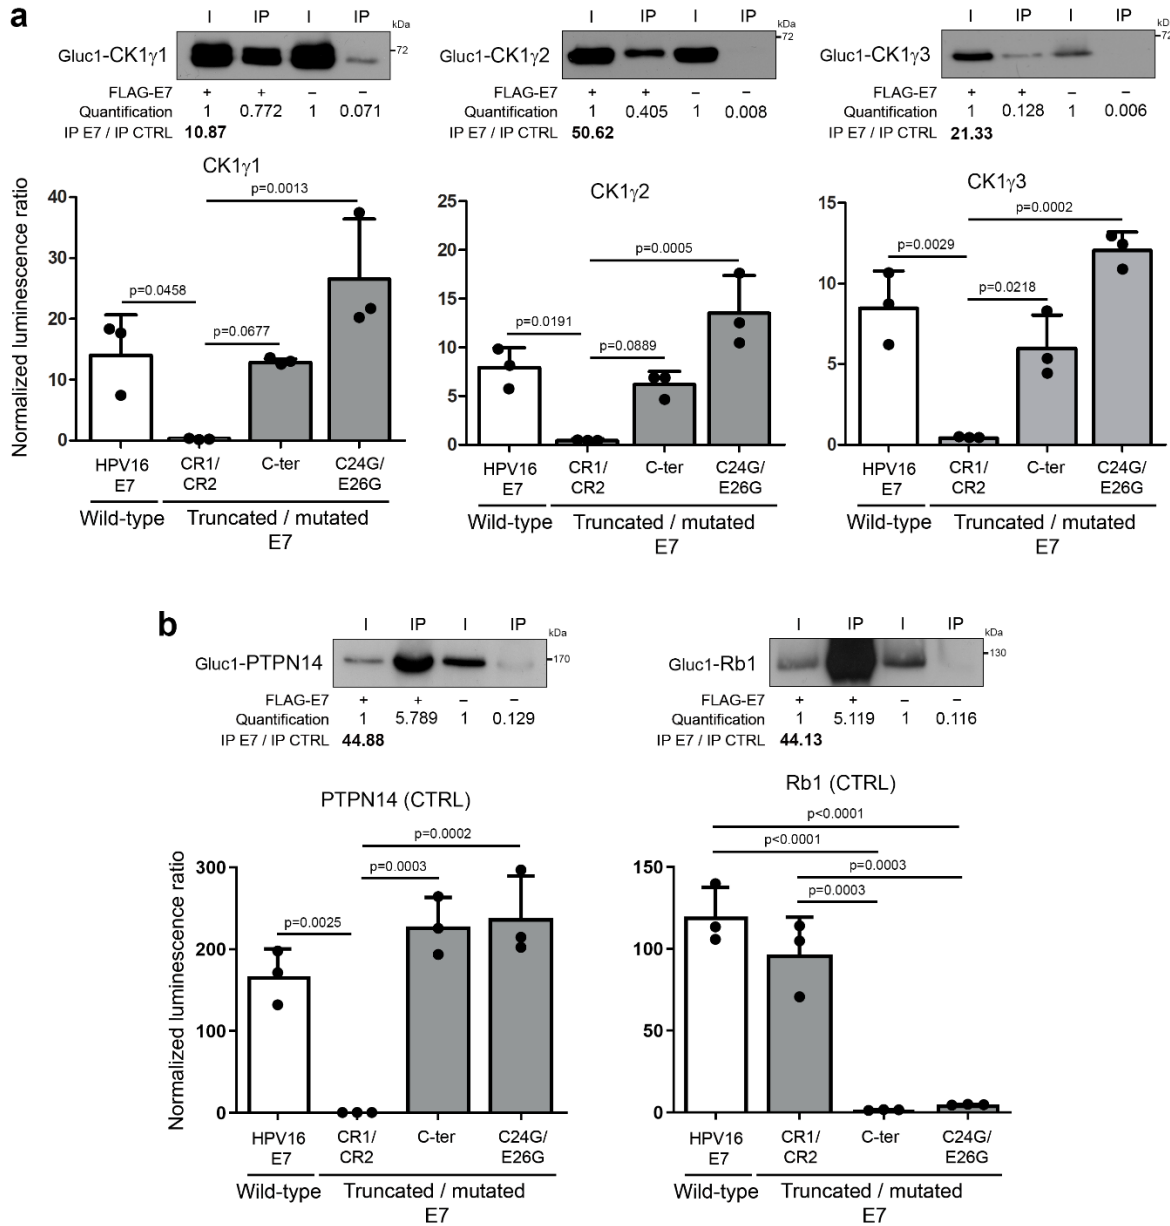 a
I IP I IP
kDa
Gluc1-CK1γ1
72
FLAG-E7 + + – –
Quantification 1 0.772 1 0.071
IP E7 / IP CTRL 10.87
I IP I IP
kDa
72
Gluc1-CK1γ2
FLAG-E7 + + – –
Quantification 1 0.405 1 0.008
IP E7 / IP CTRL 50.62
I IP I IP
kDa
72
Gluc1-CK1γ3
FLAG-E7 + + – –
Quantification 1 0.128 1 0.006
IP E7 / IP CTRL 21.33
CK1γ1
Normalized luminescence ratio
40
30
20
10
0
p=0.0013
p=0.0458
p=0.0677
HPV16 CR1/ C-ter C24G/
E7 CR2 E26G
Wild-type Truncated / mutated
E7
CK1γ2
25
20
15
10
5
0
p=0.0005
p=0.0191
p=0.0889
HPV16 CR1/ C-ter C24G/
E7 CR2 E26G
Wild-type Truncated / mutated
E7
CK1γ3
15
10
5
0
p=0.0002
p=0.0029
p=0.0218
HPV16 CR1/ C-ter C24G/
E7 CR2 E26G
Wild-type Truncated / mutated
E7
b
I IP I IP
kDa
Gluc1-PTPN14
170
FLAG-E7 + + – –
Quantification 1 5.789 1 0.129
IP E7 / IP CTRL 44.88
I IP I IP
kDa
130
Gluc1-Rb1
FLAG-E7 + + – –
Quantification 1 5.119 1 0.116
IP E7 / IP CTRL 44.13
PTPN14 (CTRL)
Normalized luminescence ratio
300
200
100
0
p=0.0002
p=0.0003
p=0.0025
HPV16 CR1/ C-ter C24G/
E7 CR2 E26G
Wild-type Truncated / mutated
E7
Rb1 (CTRL)
150
100
50
0
p<0.0001
p<0.0001
p=0.0003
p=0.0003
HPV16 CR1/ C-ter C24G/
E7 CR2 E26G
Wild-type Truncated / mutated
E7